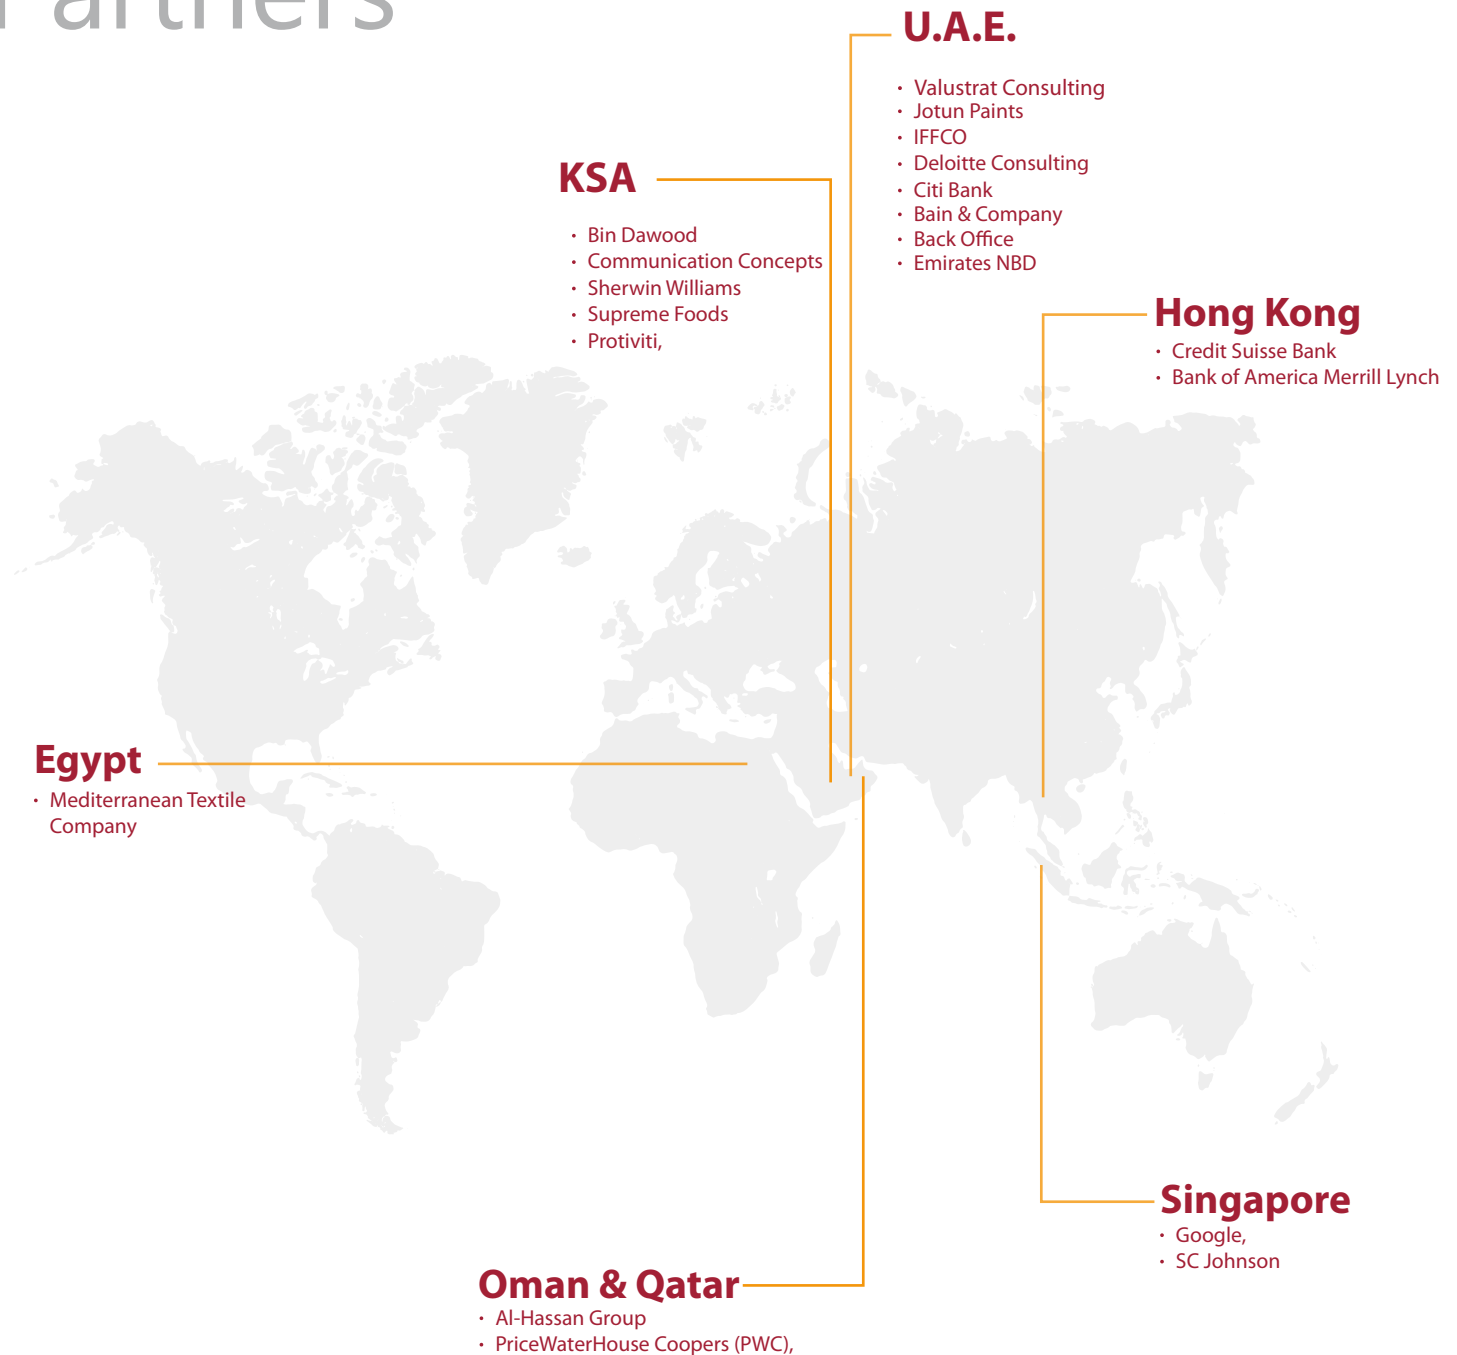 Partners
U.A.E.
• Valustrat Consulting
• Jotun Paints
• IFFCO
• Deloitte Consulting
• Citi Bank
• Bain & Company
• Back Office
• Emirates NBD
KSA
• Bin Dawood
• Communication Concepts
• Sherwin Williams
• Supreme Foods
• Protiviti,
Hong Kong
• Credit Suisse Bank
• Bank of America Merrill Lynch
Egypt
• Mediterranean Textile
Company
Singapore
• Google,
• SC Johnson
Oman & Qatar
• Al-Hassan Group
• PriceWaterHouse Coopers (PWC),